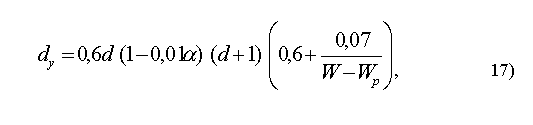 d_y = 0,6d (1−0,01α) (d+1) (0,6 + 0,07 / (W−W_p)), 17)